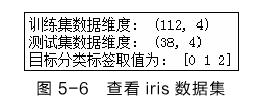 训练集数据维度： (112, 4)
测试集数据维度： (38, 4)
目标分类标签取值为： [0 1 2]
图 5-6 查看 iris 数据集